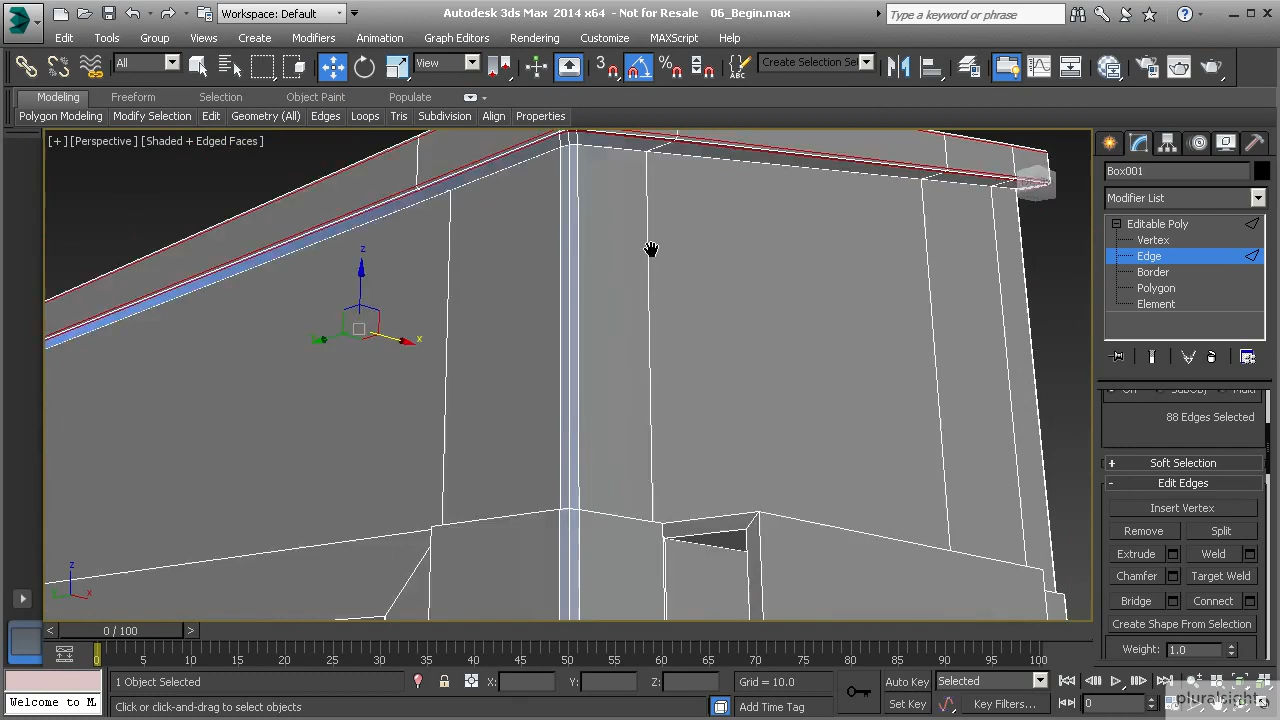 Workspace: Default
Autodesk 3ds Max 2014 x64 - Not for Resale 06_Begin.max
Type a keyword or phrase
Edit Tools Group Views Create Modifiers Animation Graph Editors Rendering Customize MAXScript Help
All
View
3
Create Selection Se
Modeling Freeform Selection Object Paint Populate
Polygon Modeling Modify Selection Edit Geometry (All) Edges Loops Tris Subdivision Align Properties
[+] [Perspective] [Shaded + Edged Faces]
Box001
Modifier List
Editable Poly
Vertex
Edge
Border
Polygon
Element
z
x
88 Edges Selected
+ Soft Selection
- Edit Edges
Insert Vertex
Remove Split
Extrude Weld
Chamfer Target Weld
Bridge Connect
Create Shape From Selection
Weight: 1.0
z
x
< 0 / 100 >
0 5 10 15 20 25 30 35 40 45 50 55 60 65 70 75 80 85 90 95 100
1 Object Selected
X: Y: Z:
Grid = 10.0
Auto Key Selected
Welcome to M
Click or click-and-drag to select objects
Add Time Tag
Set Key Key Filters...
0
pluralsight